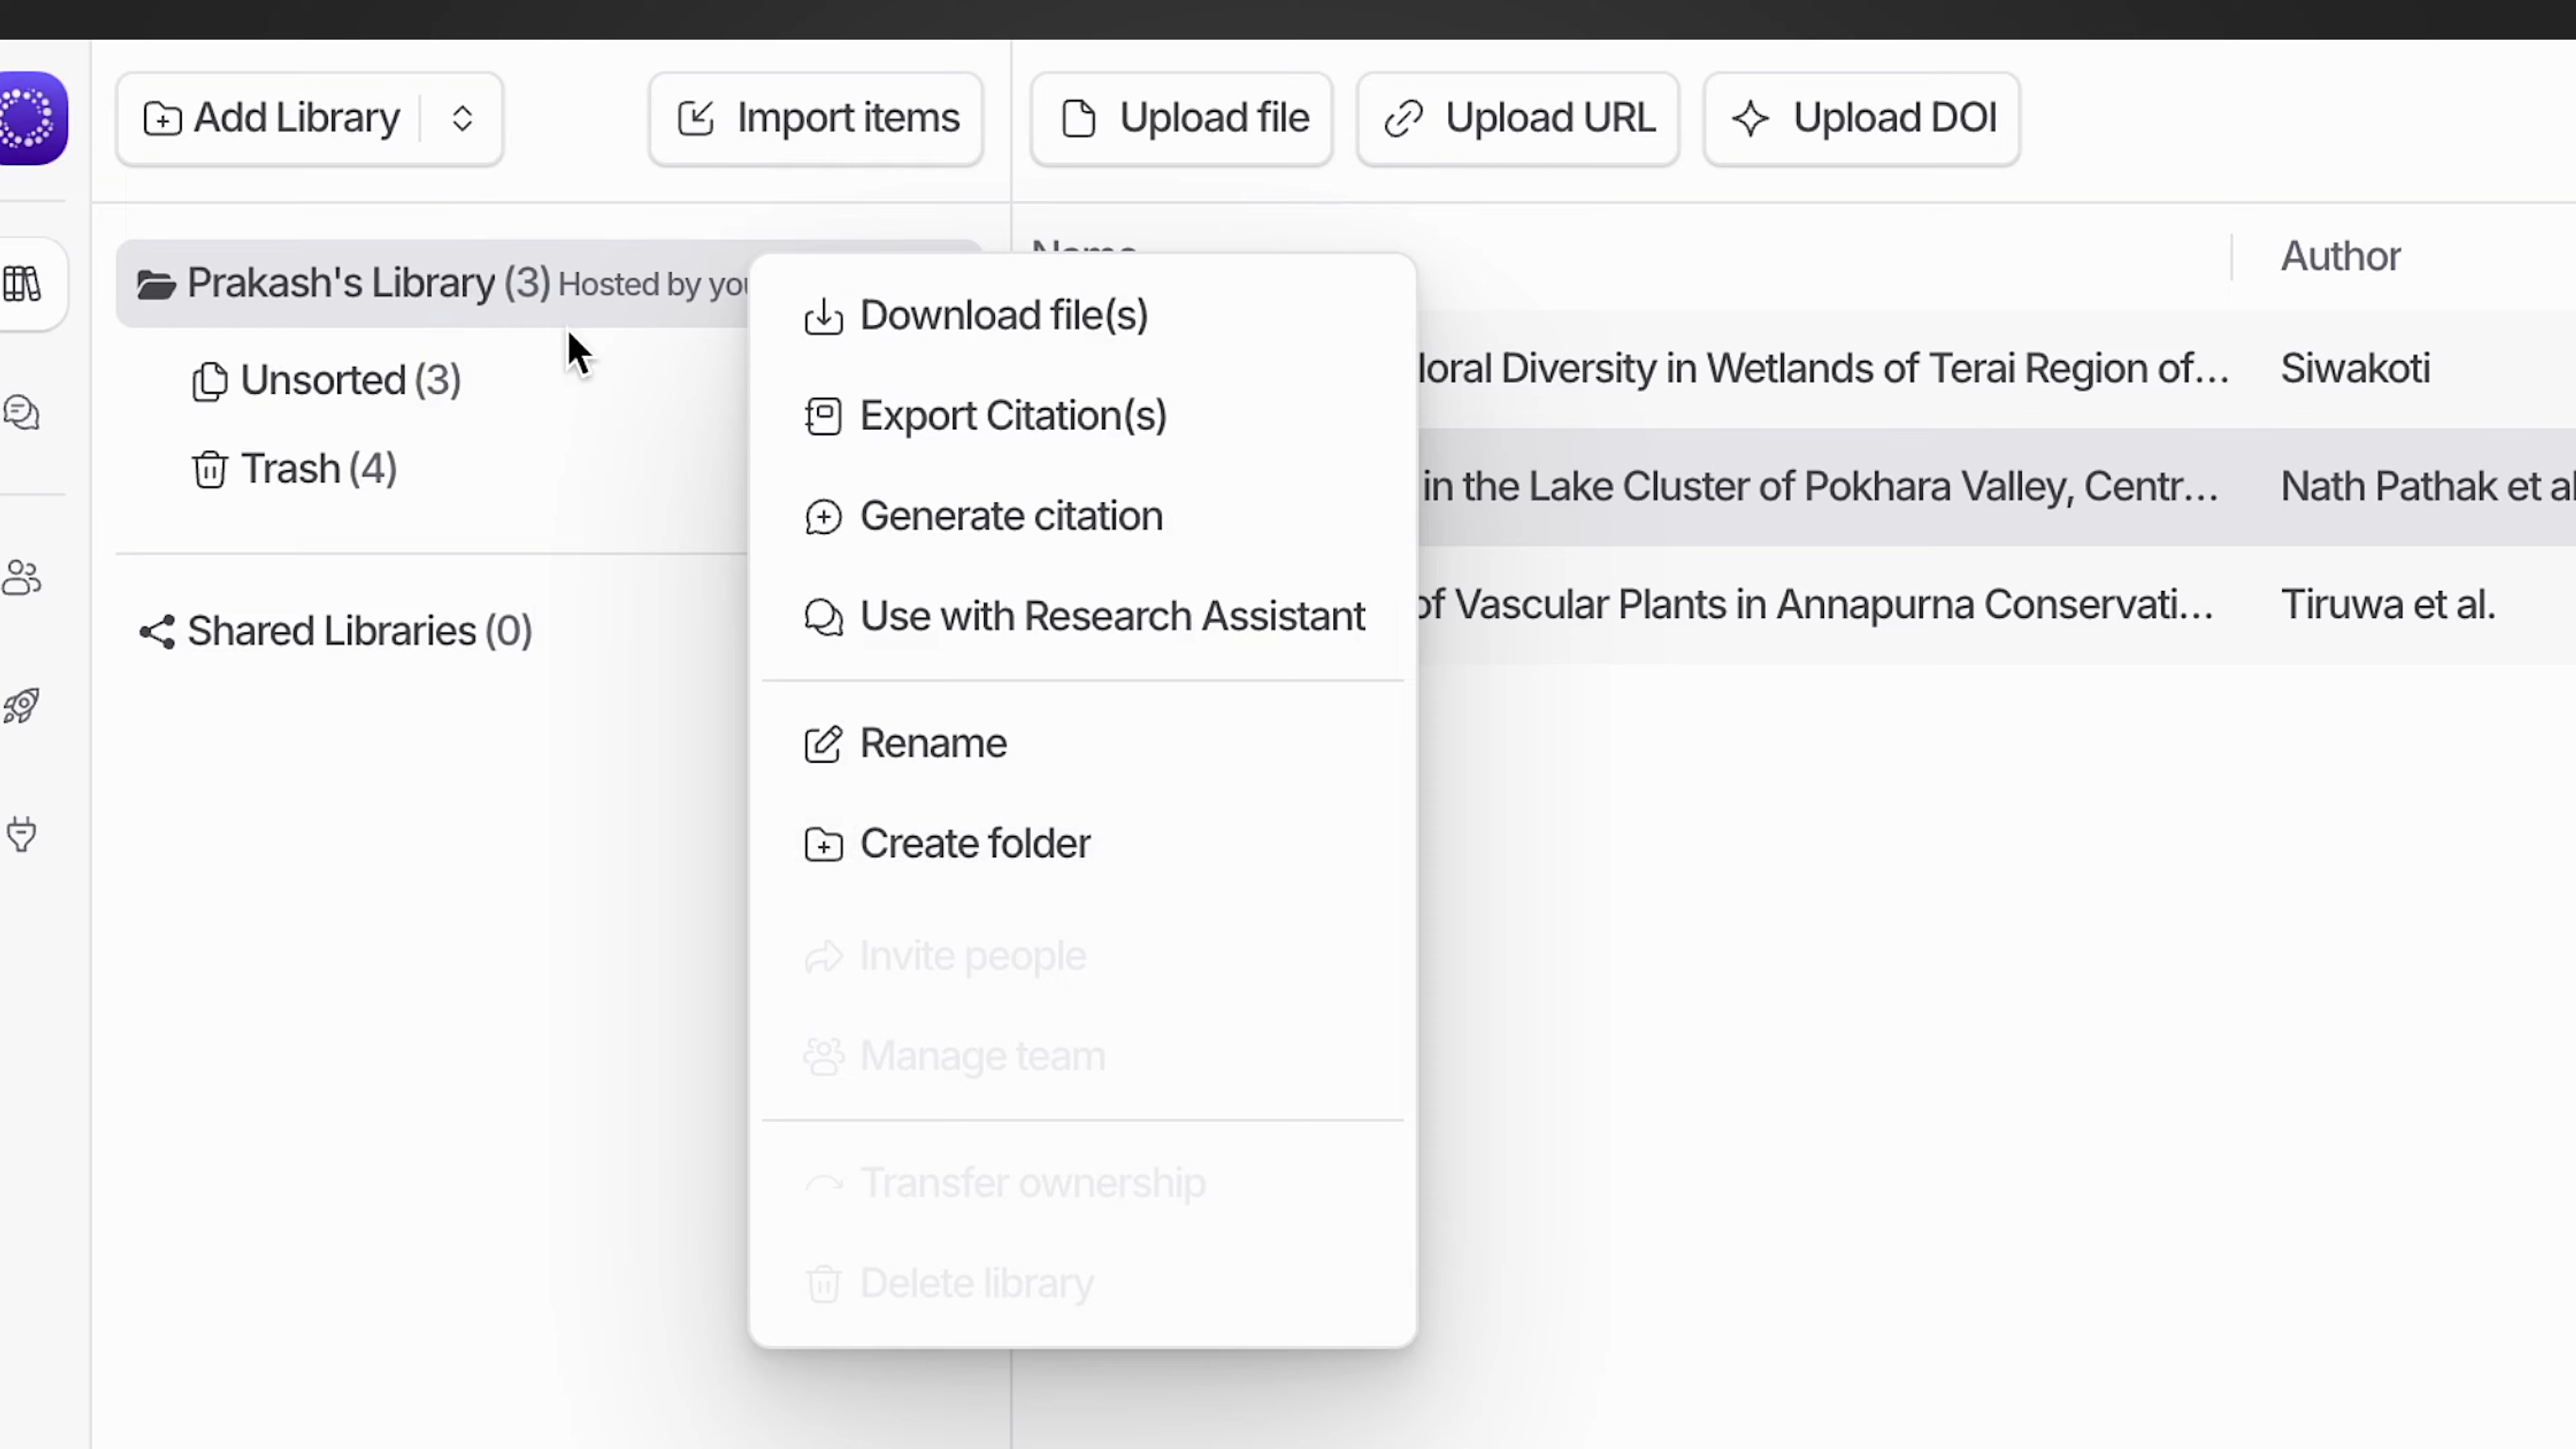 Add Library
Import items
Upload file
Upload URL
Upload DOI
Prakash's Library (3) Hosted by you
Unsorted (3)
Trash (4)
Shared Libraries (0)
Download file(s)
Export Citation(s)
Generate citation
Use with Research Assistant
Rename
Create folder
Invite people
Manage team
Transfer ownership
Delete library
Name
Author
Diversity in Wetlands of Terai Region of...
Siwakoti
in the Lake Cluster of Pokhara Valley, Centr...
Nath Pathak et al
of Vascular Plants in Annapurna Conservati...
Tiruwa et al.